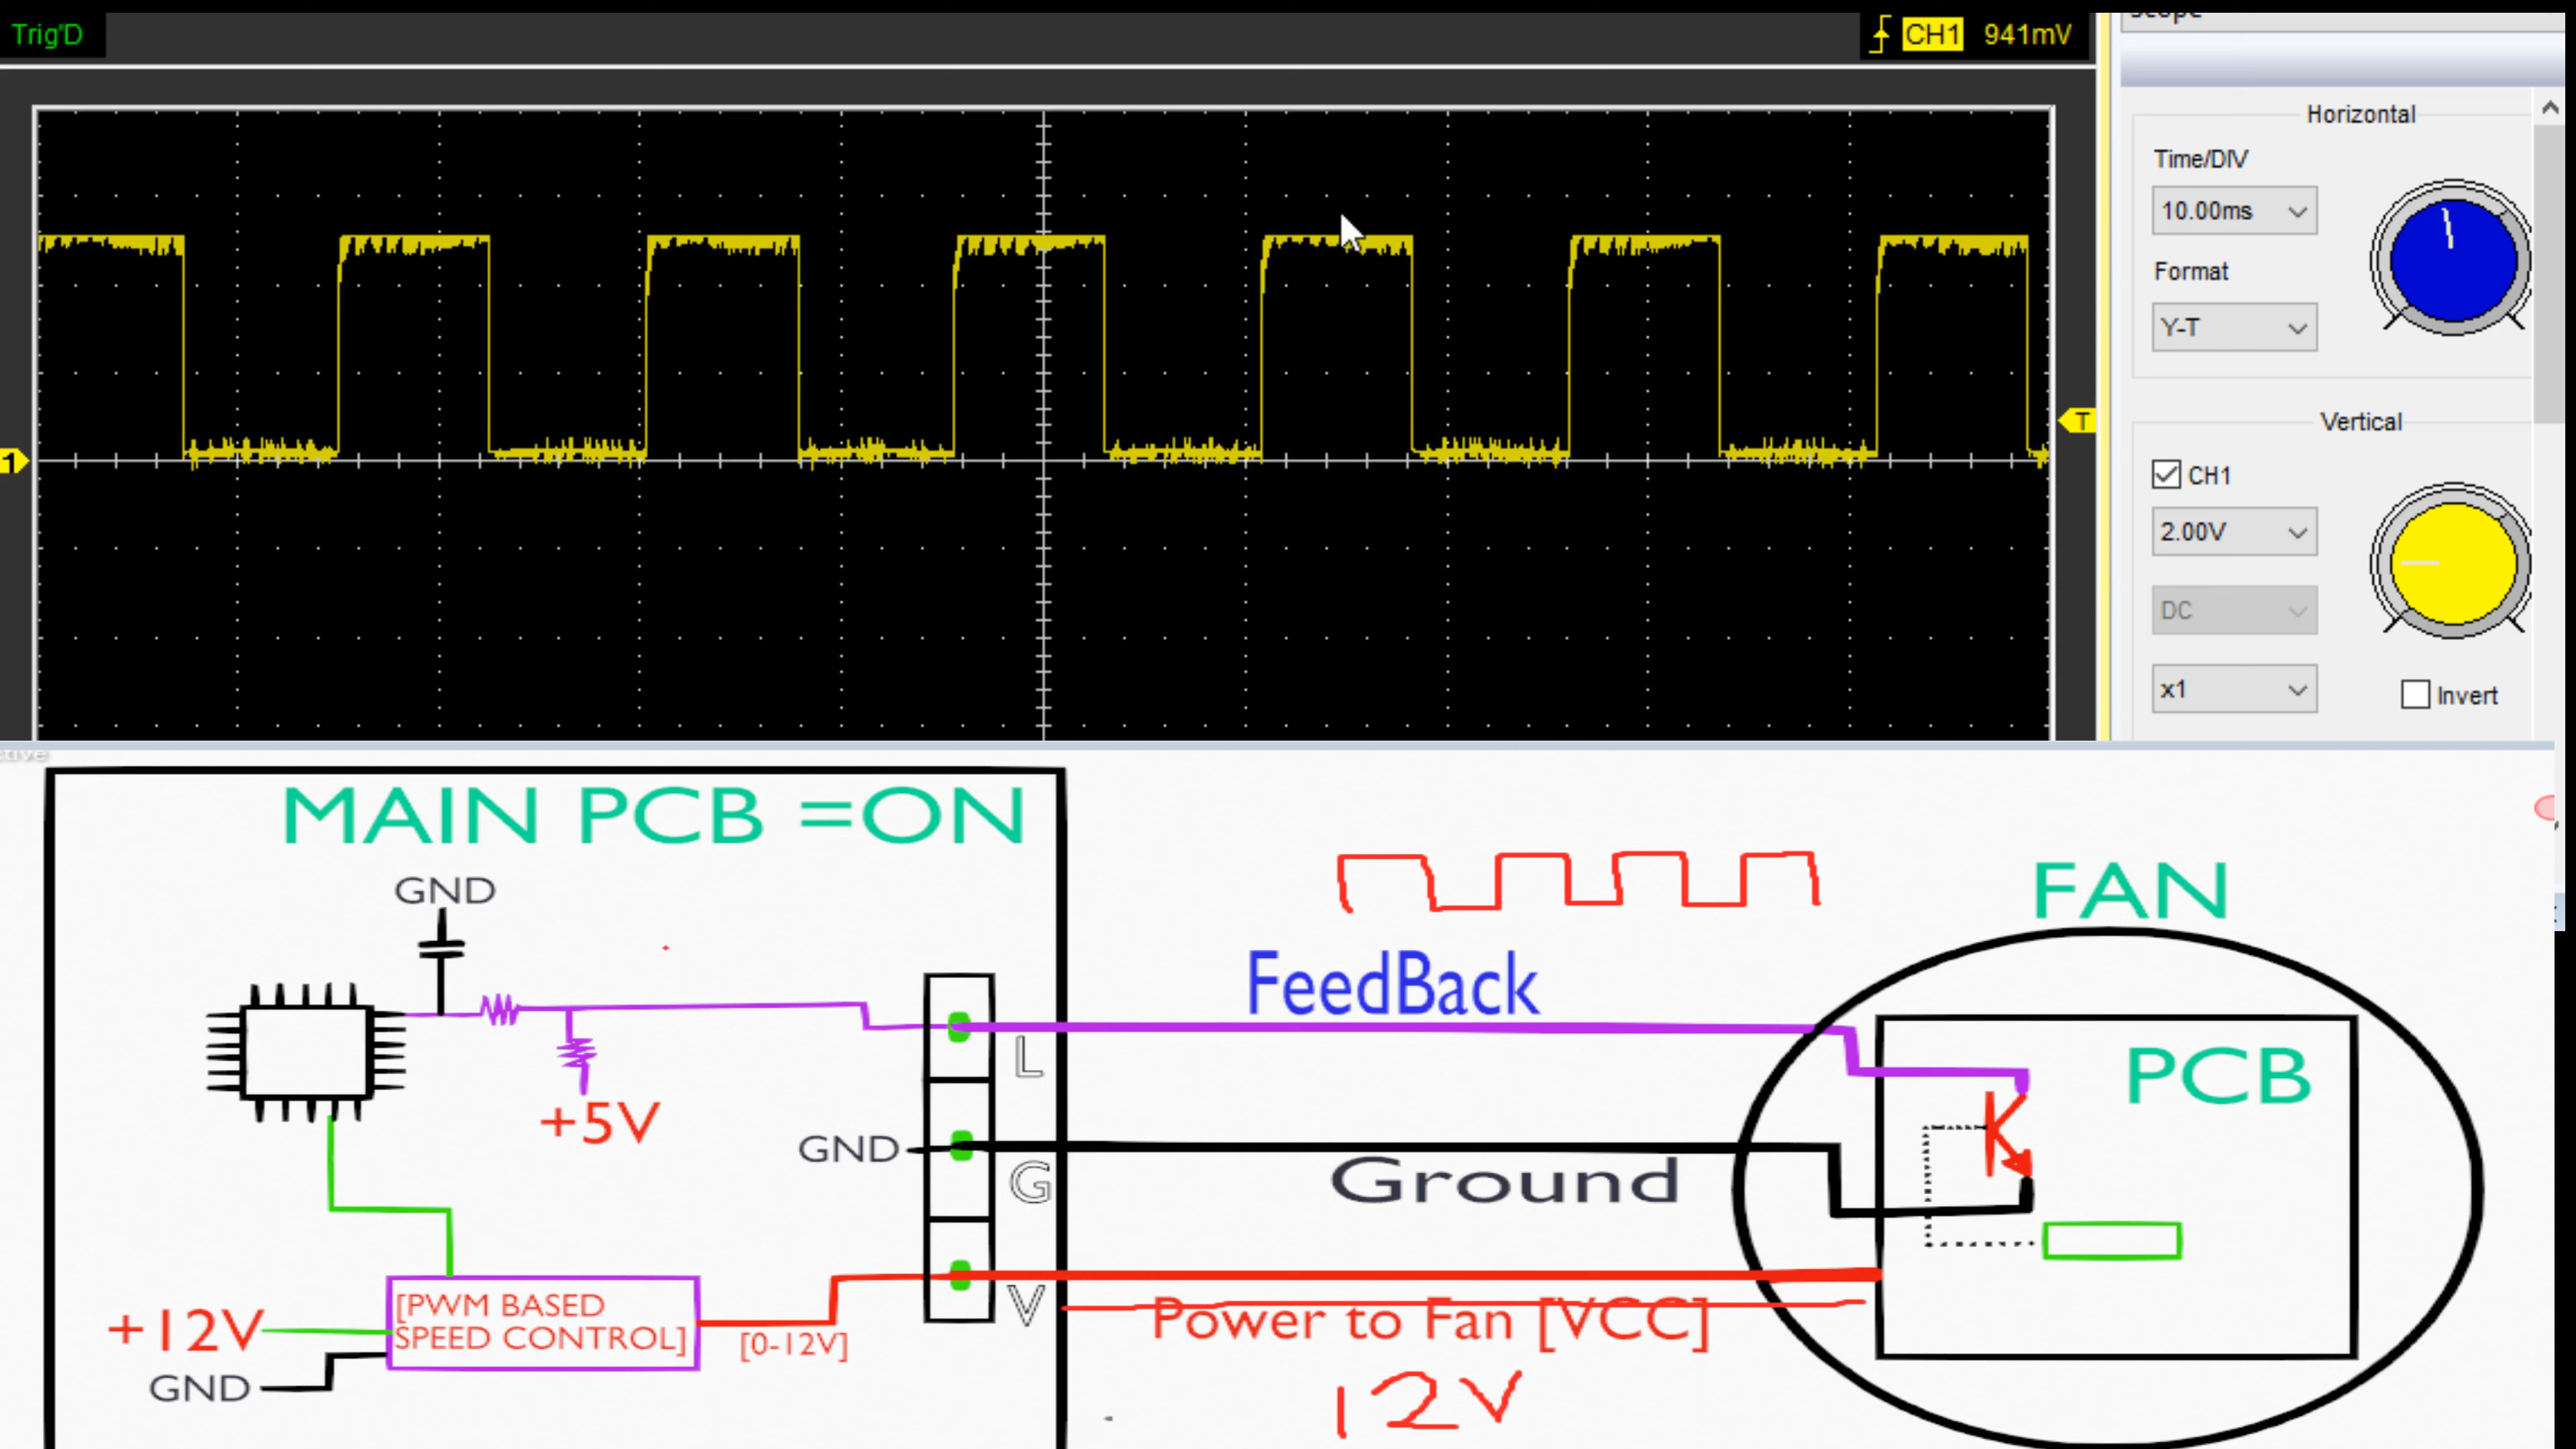 Trig'D
CH1 941mV
Scope
Horizontal
Time/DIV
10.00ms
Format
Y-T
T
1
Vertical
CH1
2.00V
DC
x1
Invert
MAIN PCB =ON
GND
FAN
FeedBack
L
PCB
+5V
GND
G
Ground
[PWM BASED
SPEED CONTROL]
+12V
[0-12V]
V
Power to Fan [VCC]
GND
12V